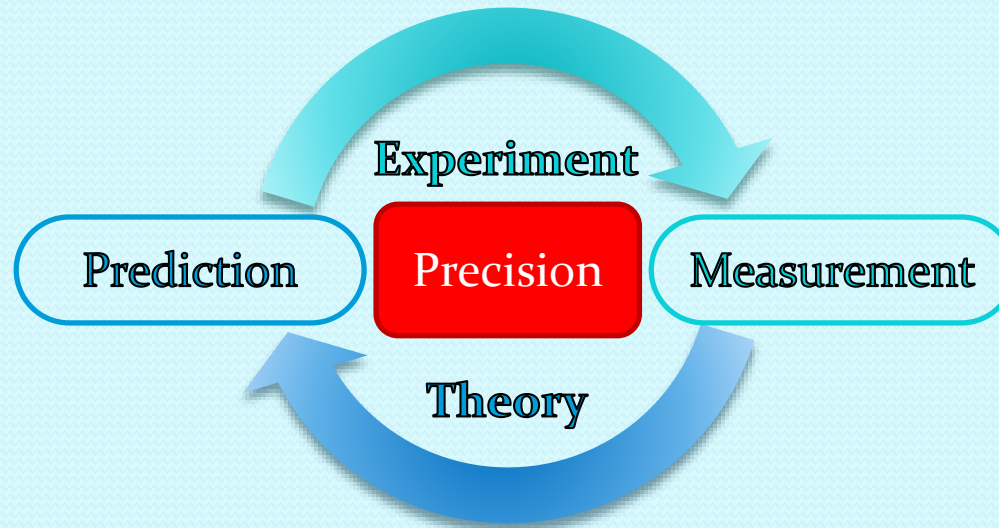 Experiment
Prediction
Precision
Measurement
Theory